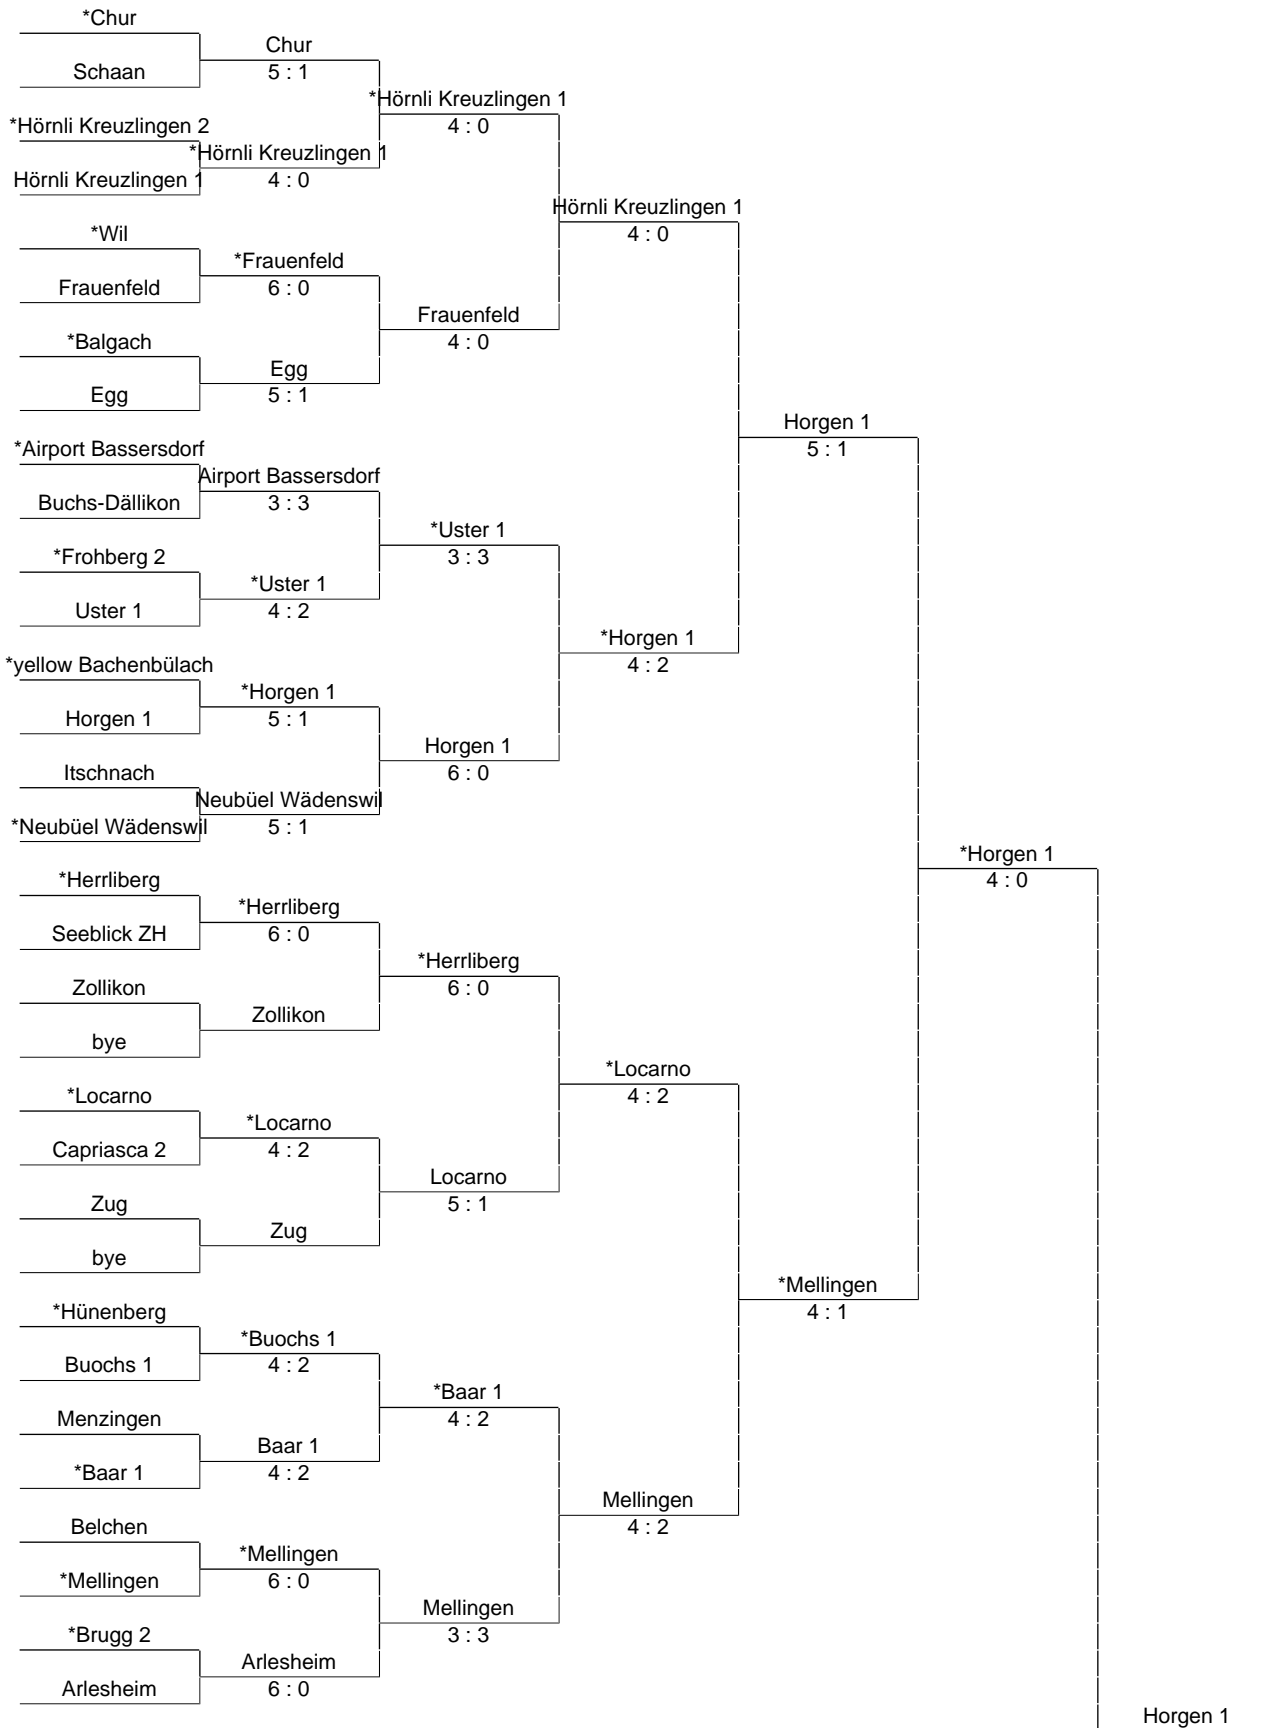 *Chur
Chur
Schaan
5 : 1
*Hörnli Kreuzlingen 1
*Hörnli Kreuzlingen 2
4 : 0
*Hörnli Kreuzlingen 1
Hörnli Kreuzlingen 1
4 : 0
Hörnli Kreuzlingen 1
*Wil
4 : 0
*Frauenfeld
Frauenfeld
6 : 0
Frauenfeld
*Balgach
4 : 0
Egg
Egg
5 : 1
Horgen 1
*Airport Bassersdorf
5 : 1
Airport Bassersdorf
Buchs-Dällikon
3 : 3
*Uster 1
*Frohberg 2
3 : 3
*Uster 1
Uster 1
4 : 2
*Horgen 1
*yellow Bachenbülach
4 : 2
*Horgen 1
Horgen 1
5 : 1
Horgen 1
Itschnach
6 : 0
Neubüel Wädenswil
*Neubüel Wädenswil
5 : 1
*Horgen 1
*Herrliberg
4 : 0
*Herrliberg
Seeblick ZH
6 : 0
*Herrliberg
Zollikon
6 : 0
Zollikon
bye
*Locarno
*Locarno
4 : 2
*Locarno
Capriasca 2
4 : 2
Locarno
Zug
5 : 1
Zug
bye
*Mellingen
*Hünenberg
4 : 1
*Buochs 1
Buochs 1
4 : 2
*Baar 1
Menzingen
4 : 2
Baar 1
*Baar 1
4 : 2
Mellingen
Belchen
4 : 2
*Mellingen
*Mellingen
6 : 0
Mellingen
*Brugg 2
3 : 3
Arlesheim
Arlesheim
6 : 0
Horgen 1